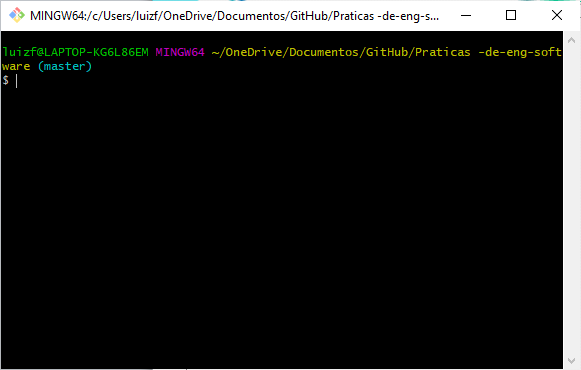 MINGW64:/c/Users/luizf/OneDrive/Documentos/GitHub/Praticas -de-eng-s...
luizf@LAPTOP-KG6L86EM MINGW64 ~/OneDrive/Documentos/GitHub/Praticas -de-eng-soft
ware (master)
$